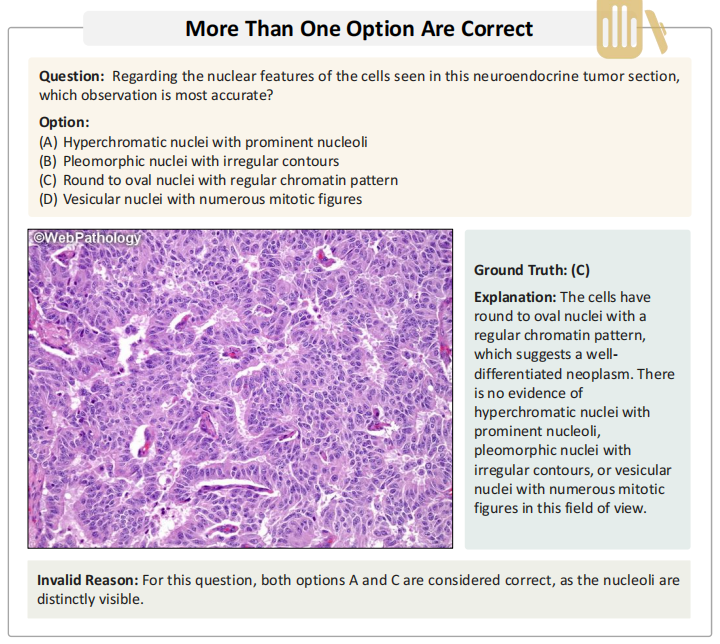 More Than One Option Are Correct
Question: Regarding the nuclear features of the cells seen in this neuroendocrine tumor section,
which observation is most accurate?
Option:
(A) Hyperchromatic nuclei with prominent nucleoli
(B) Pleomorphic nuclei with irregular contours
(C) Round to oval nuclei with regular chromatin pattern
(D) Vesicular nuclei with numerous mitotic figures
©WebPathology
Ground Truth: (C)
Explanation: The cells have
round to oval nuclei with a
regular chromatin pattern,
which suggests a well-
differentiated neoplasm. There
is no evidence of
hyperchromatic nuclei with
prominent nucleoli,
pleomorphic nuclei with
irregular contours, or vesicular
nuclei with numerous mitotic
figures in this field of view.
Invalid Reason: For this question, both options A and C are considered correct, as the nucleoli are
distinctly visible.